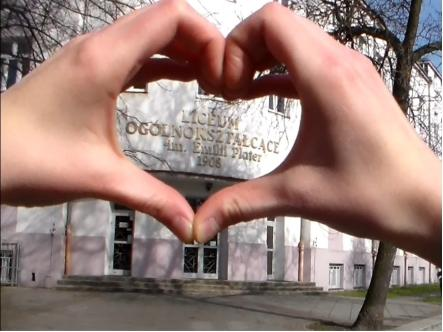 LICEUM
OGÓLNOKSZTAŁCĄCE
im. Emilii Plater
1908